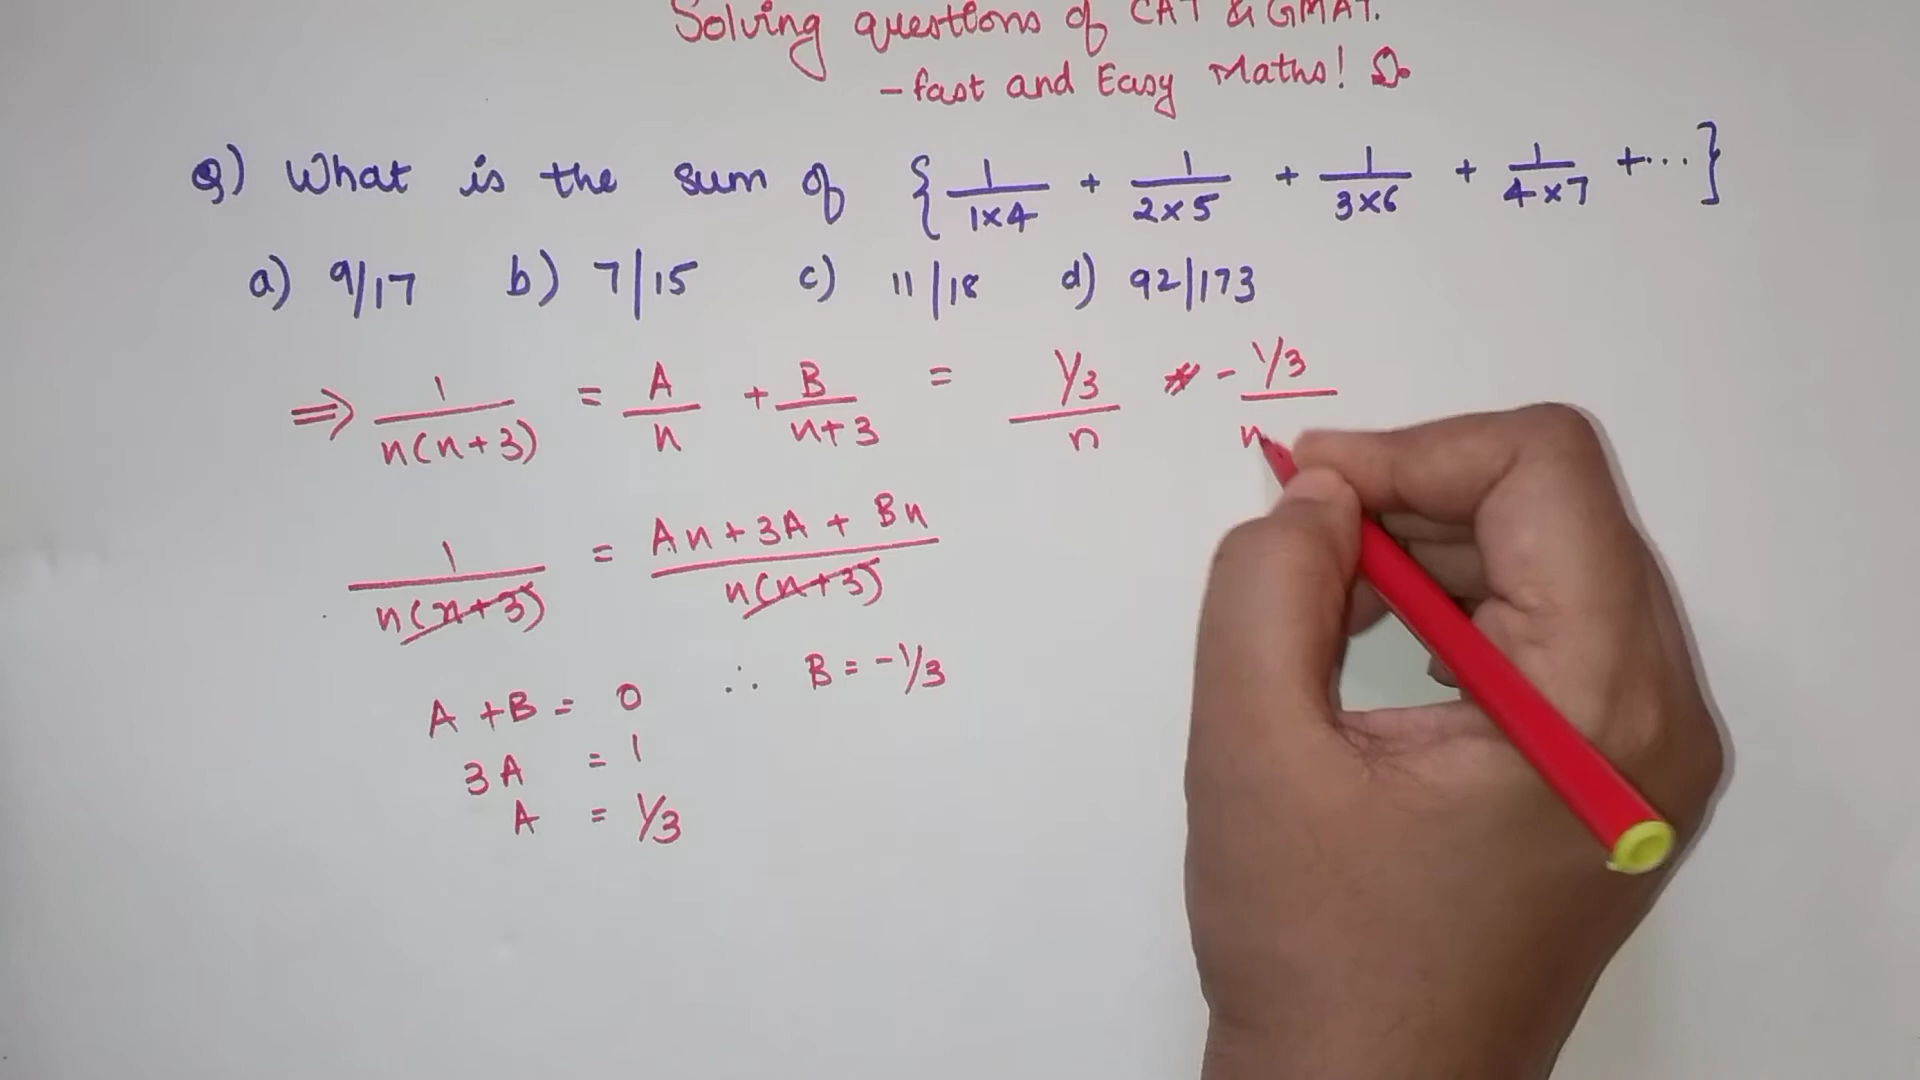 Solving questions of CAT & GMAT.
- fast and Easy Maths!
Q) What is the sum of { 1/1×4 + 1/2×5 + 1/3×6 + 1/4×7 + ... }
a) 9/17 b) 7/15 c) 11/18 d) 92/173
⇒ 1/n(n+3) = A/n + B/n+3 = 1/3/n - 1/3/n
1/n(n+3) = An + 3A + Bn/n(n+3)
A + B = 0 ∴ B = -1/3
3A = 1
A = 1/3